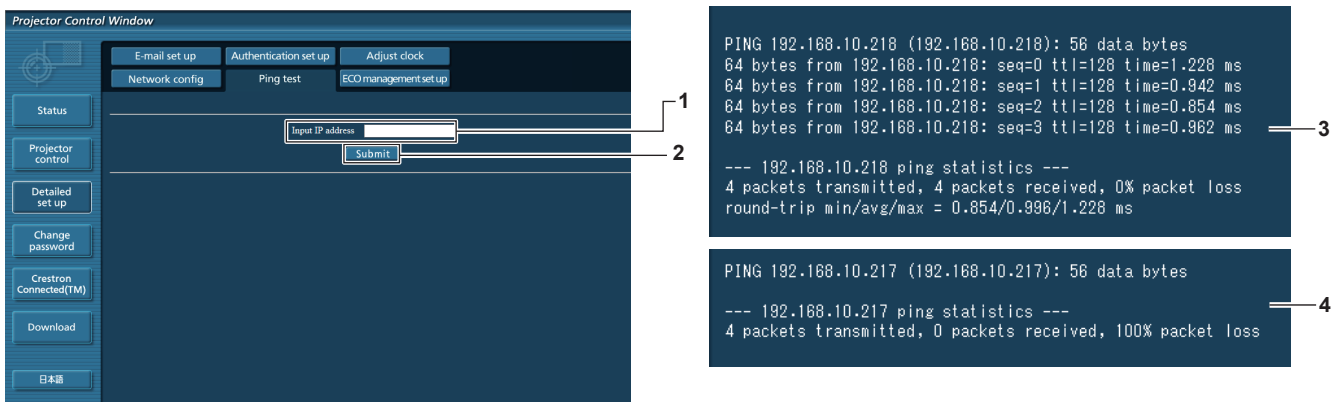 Projector Control Window
E-mail set up
Authentication set up
Adjust clock
Network config
Ping test
ECO management set up
Status
Projector
control
Detailed
set up
Change
password
Crestron
Connected(TM)
Download
日本語
Input IP address
Submit
1
2
PING 192.168.10.218 (192.168.10.218): 56 data bytes
64 bytes from 192.168.10.218: seq=0 ttl=128 time=1.228 ms
64 bytes from 192.168.10.218: seq=1 ttl=128 time=0.942 ms
64 bytes from 192.168.10.218: seq=2 ttl=128 time=0.854 ms
64 bytes from 192.168.10.218: seq=3 ttl=128 time=0.962 ms
--- 192.168.10.218 ping statistics ---
4 packets transmitted, 4 packets received, 0% packet loss
round-trip min/avg/max = 0.854/0.996/1.228 ms
3
PING 192.168.10.217 (192.168.10.217): 56 data bytes
--- 192.168.10.217 ping statistics ---
4 packets transmitted, 0 packets received, 100% packet loss
4